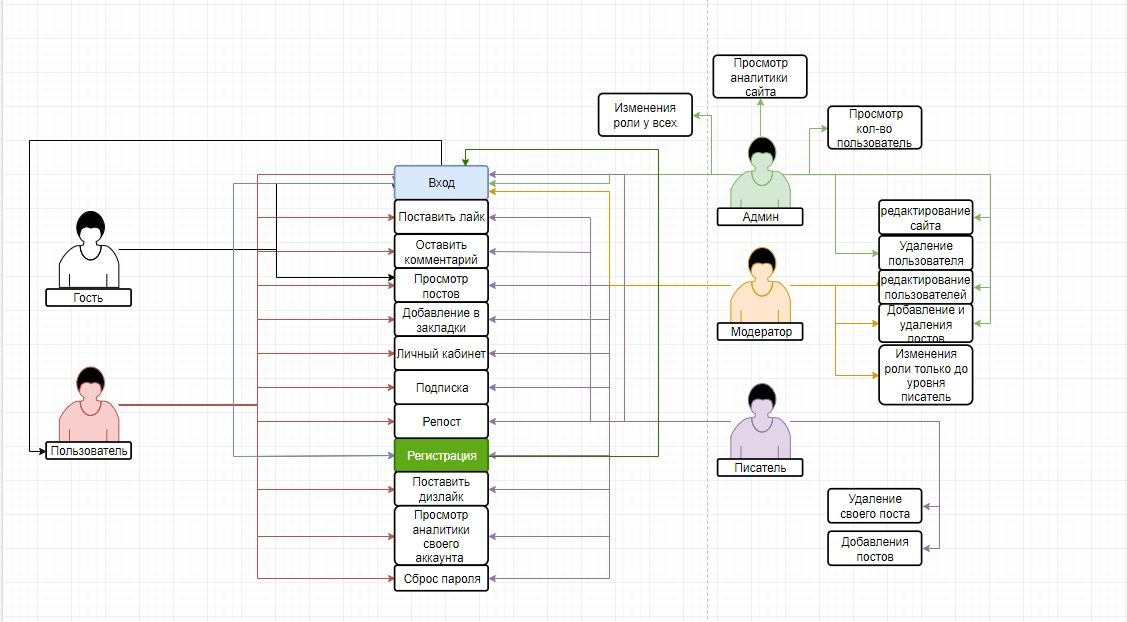 Просмотр
аналитики
сайта
Изменения
роли у всех
Просмотр
кол-во
пользователь
Админ
Вход
Поставить лайк
Оставить
комментарий
Просмотр
постов
Добавление в
закладки
Личный кабинет
Подписка
Репост
Регистрация
Поставить
дизлайк
Просмотр
аналитики
своего
аккаунта
Сброс пароля
Гость
Пользователь
редактирование
сайта
Удаление
пользователя
редактирование
пользователей
Добавление и
удаления
постов
Изменения
роли только до
уровня
писатель
Модератор
Писатель
Удаление
своего поста
Добавления
постов